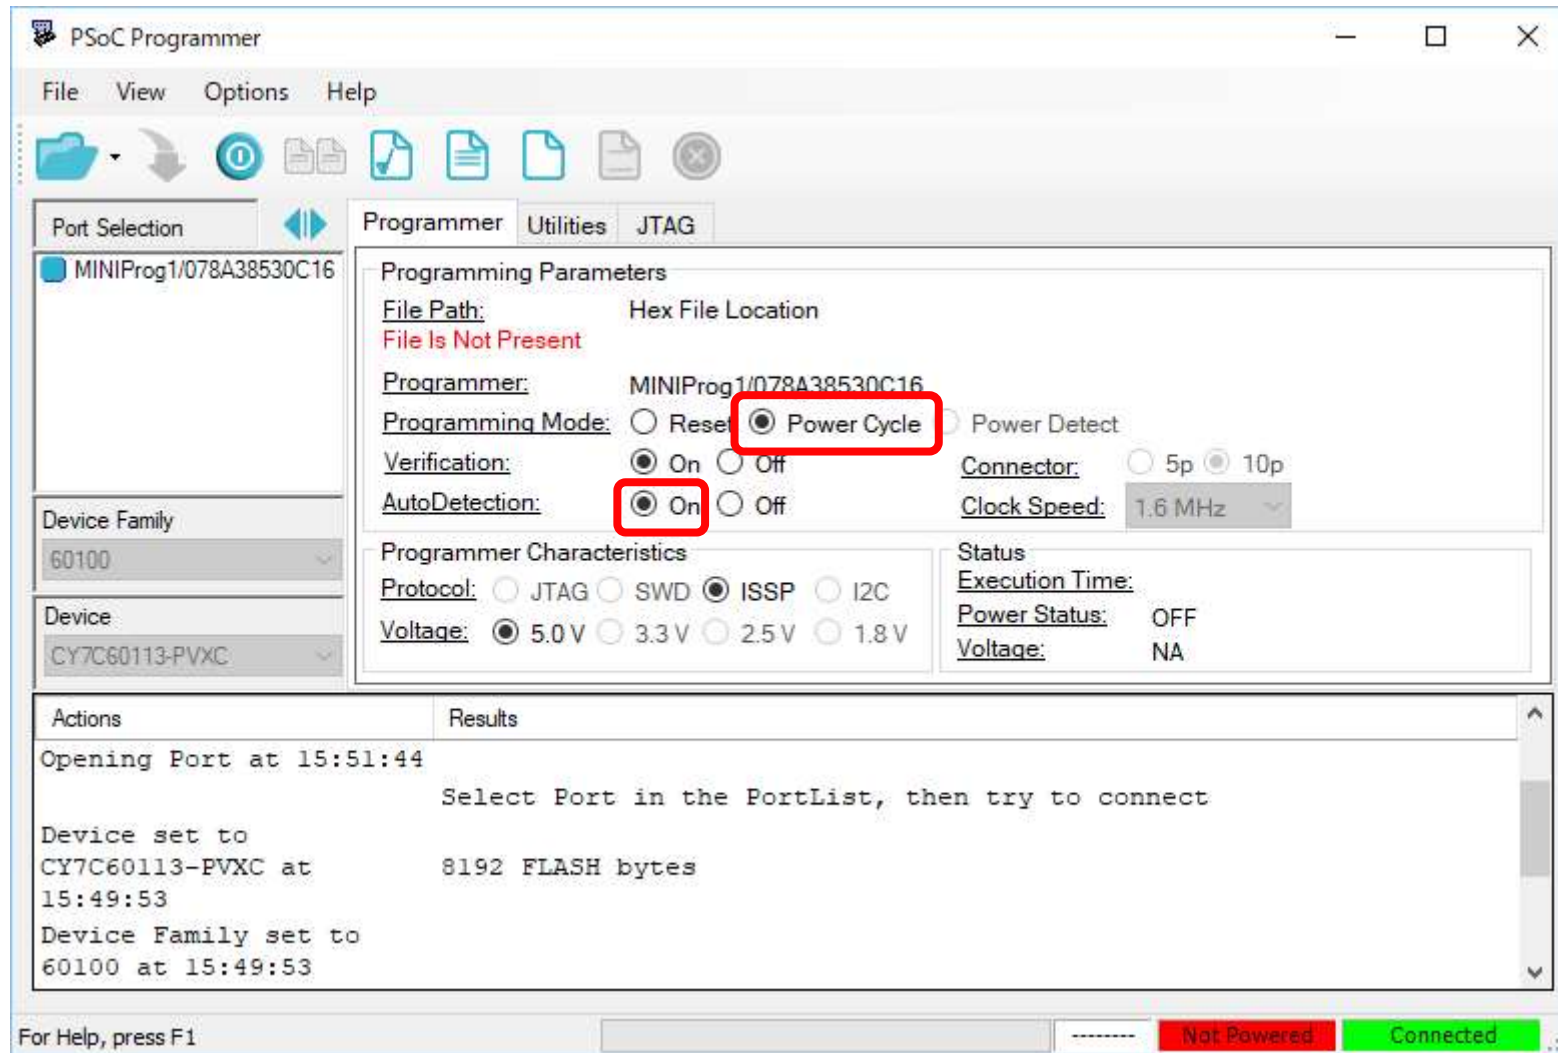 PSoC Programmer
File View Options Help
Port Selection
Programmer Utilities JTAG
MINIProg1/078A38530C16
Programming Parameters
File Path: Hex File Location
File Is Not Present
Programmer: MINIProg1/078A38530C16
Programming Mode: Reset Power Cycle Power Detect
Verification: On Off Connector: 5p 10p
AutoDetection: On Off Clock Speed: 1.6 MHz
Device Family
60100
Device
CY7C60113-PVXC
Programmer Characteristics
Protocol: JTAG SWD ISSP I2C
Voltage: 5.0 V 3.3 V 2.5 V 1.8 V
Status
Execution Time:
Power Status: OFF
Voltage: NA
Actions Results
Opening Port at 15:51:44
Select Port in the PortList, then try to connect
Device set to
CY7C60113-PVXC at 8192 FLASH bytes
15:49:53
Device Family set to
60100 at 15:49:53
For Help, press F1 -------- Not Powered Connected